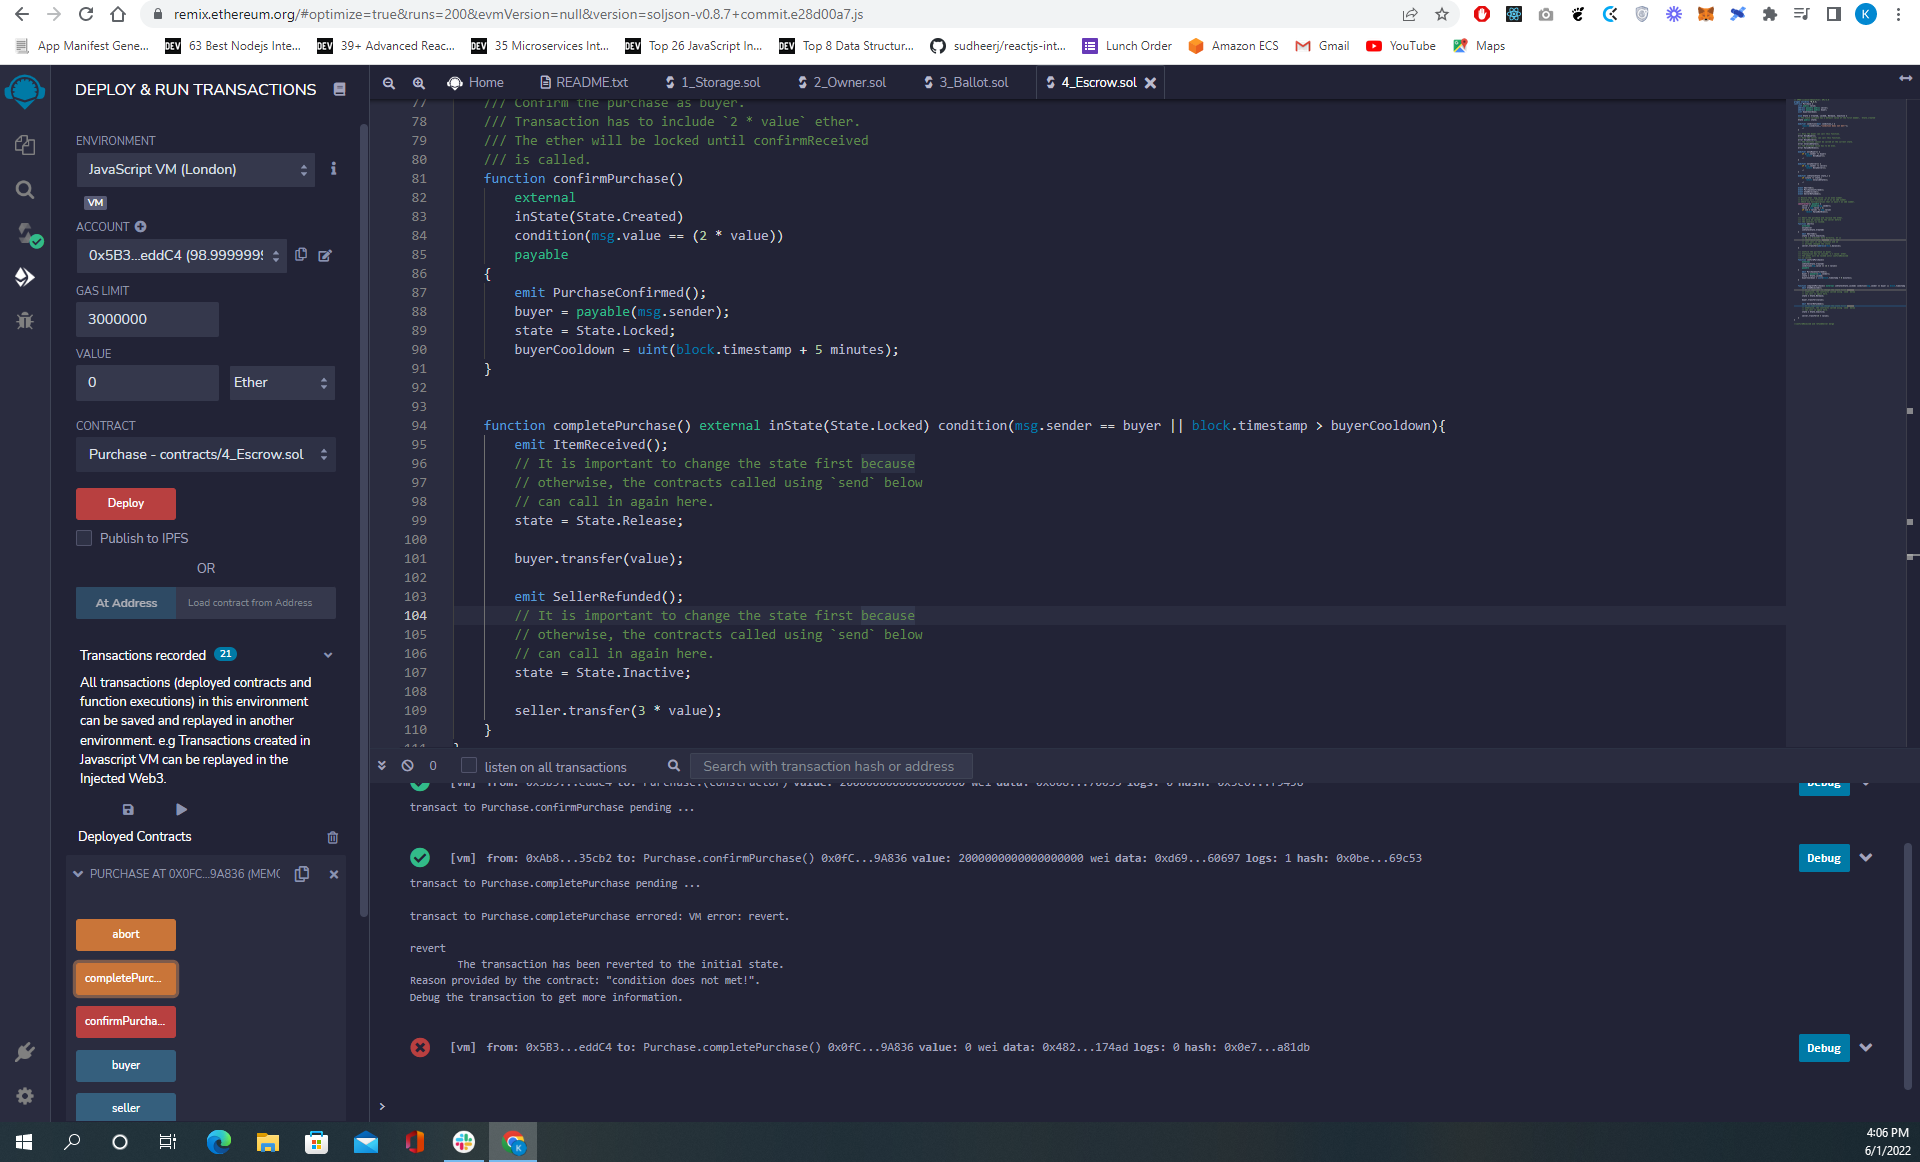 remix.ethereum.org/#optimize=true&runs=200&evmVersion=null&version=soljson-v0.8.7+commit.e28d00a7.js
K
App Manifest Gene...
DEV 63 Best Nodejs Inte...
DEV 39+ Advanced Reac...
DEV 35 Microservices Int...
DEV Top 26 JavaScript In...
DEV Top 8 Data Structur...
sudheerj/reactjs-int...
Lunch Order
Amazon ECS
Gmail
YouTube
Maps
DEPLOY & RUN TRANSACTIONS
Home
README.txt
1_Storage.sol
2_Owner.sol
3_Ballot.sol
4_Escrow.sol
ENVIRONMENT
JavaScript VM (London)
VM
ACCOUNT
0x5B3...eddC4 (98.9999999
GAS LIMIT
3000000
VALUE
0
Ether
CONTRACT
Purchase - contracts/4_Escrow.sol
Deploy
Publish to IPFS
OR
At Address
Load contract from Address
Transactions recorded 21
All transactions (deployed contracts and
function executions) in this environment
can be saved and replayed in another
environment. e.g Transactions created in
Javascript VM can be replayed in the
Injected Web3.
Deployed Contracts
PURCHASE AT 0X0FC...9A836 (MEMO
abort
completePurc...
confirmPurcha...
buyer
seller
77 /// Confirm the purchase as buyer.
78 /// Transaction has to include `2 * value` ether.
79 /// The ether will be locked until confirmReceived
80 /// is called.
81 function confirmPurchase()
82 external
83 inState(State.Created)
84 condition(msg.value == (2 * value))
85 payable
86 {
87 emit PurchaseConfirmed();
88 buyer = payable(msg.sender);
89 state = State.Locked;
90 buyerCooldown = uint(block.timestamp + 5 minutes);
91 }
92
93
94 function completePurchase() external inState(State.Locked) condition(msg.sender == buyer || block.timestamp > buyerCooldown){
95 emit ItemReceived();
96 // It is important to change the state first because
97 // otherwise, the contracts called using `send` below
98 // can call in again here.
99 state = State.Release;
100
101 buyer.transfer(value);
102
103 emit SellerRefunded();
104 // It is important to change the state first because
105 // otherwise, the contracts called using `send` below
106 // can call in again here.
107 state = State.Inactive;
108
109 seller.transfer(3 * value);
110 }
0
listen on all transactions
Search with transaction hash or address
Debug
transact to Purchase.confirmPurchase pending ...
[vm] from: 0xAb8...35cb2 to: Purchase.confirmPurchase() 0x0fC...9A836 value: 2000000000000000000 wei data: 0xd69...60697 logs: 1 hash: 0x0be...69c53
Debug
transact to Purchase.completePurchase pending ...
transact to Purchase.completePurchase errored: VM error: revert.
revert
The transaction has been reverted to the initial state.
Reason provided by the contract: "condition does not met!".
Debug the transaction to get more information.
[vm] from: 0x5B3...eddC4 to: Purchase.completePurchase() 0x0fC...9A836 value: 0 wei data: 0x482...174ad logs: 0 hash: 0x0e7...a81db
Debug
>
4:06 PM
6/1/2022